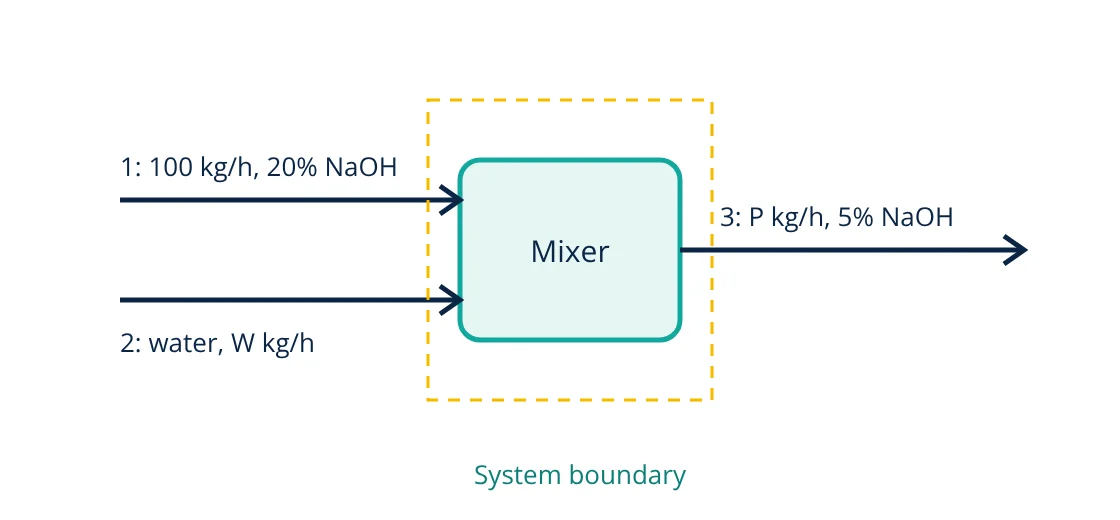 1: 100 kg/h, 20% NaOH
2: water, W kg/h
Mixer
3: P kg/h, 5% NaOH
System boundary